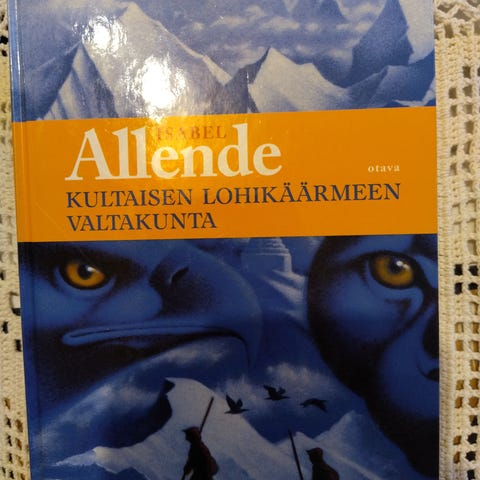 ISABEL
Allende
otava
KULTAISEN LOHIKÄÄRMEEN
VALTAKUNTA